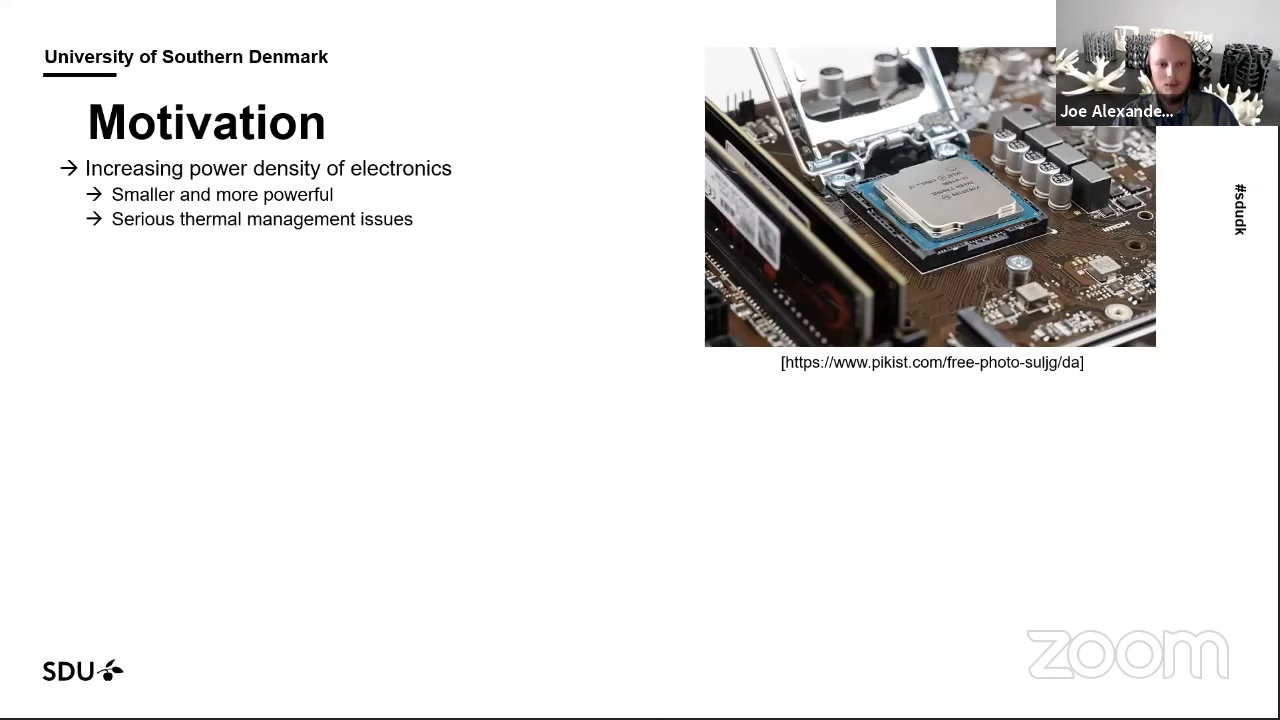 University of Southern Denmark
Motivation
→ Increasing power density of electronics
→ Smaller and more powerful
→ Serious thermal management issues
Joe Alexande...
#sdudk
[https://www.pikist.com/free-photo-suljg/da]
SDU
zoom